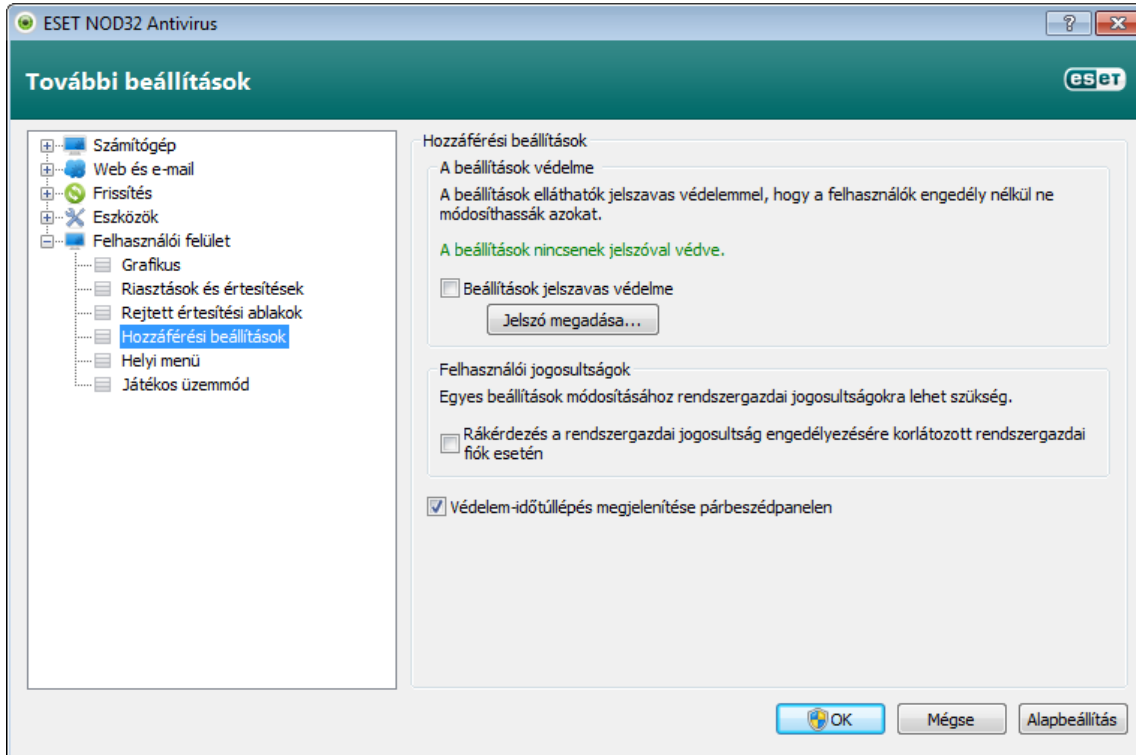 ESET NOD32 Antivirus
További beállítások
eset
Számítógép
Web és e-mail
Frissítés
Eszközök
Felhasználói felület
Grafikus
Riasztások és értesítések
Rejtett értesítési ablakok
Hozzáférési beállítások
Helyi menü
Játékos üzemmód
Hozzáférési beállítások
A beállítások védelme
A beállítások elláthatók jelszavas védelemmel, hogy a felhasználók engedély nélkül ne
módosíthassák azokat.
A beállítások nincsenek jelszóval védve.
Beállítások jelszavas védelme
Jelszó megadása...
Felhasználói jogosultságok
Egyes beállítások módosításához rendszergazdai jogosultságokra lehet szükség.
Rákérdezés a rendszergazdai jogosultság engedélyezésére korlátozott rendszergazdai
fiók esetén
Védelem-időtúllépés megjelenítése párbeszédpanelen
OK
Mégse
Alapbeállítás